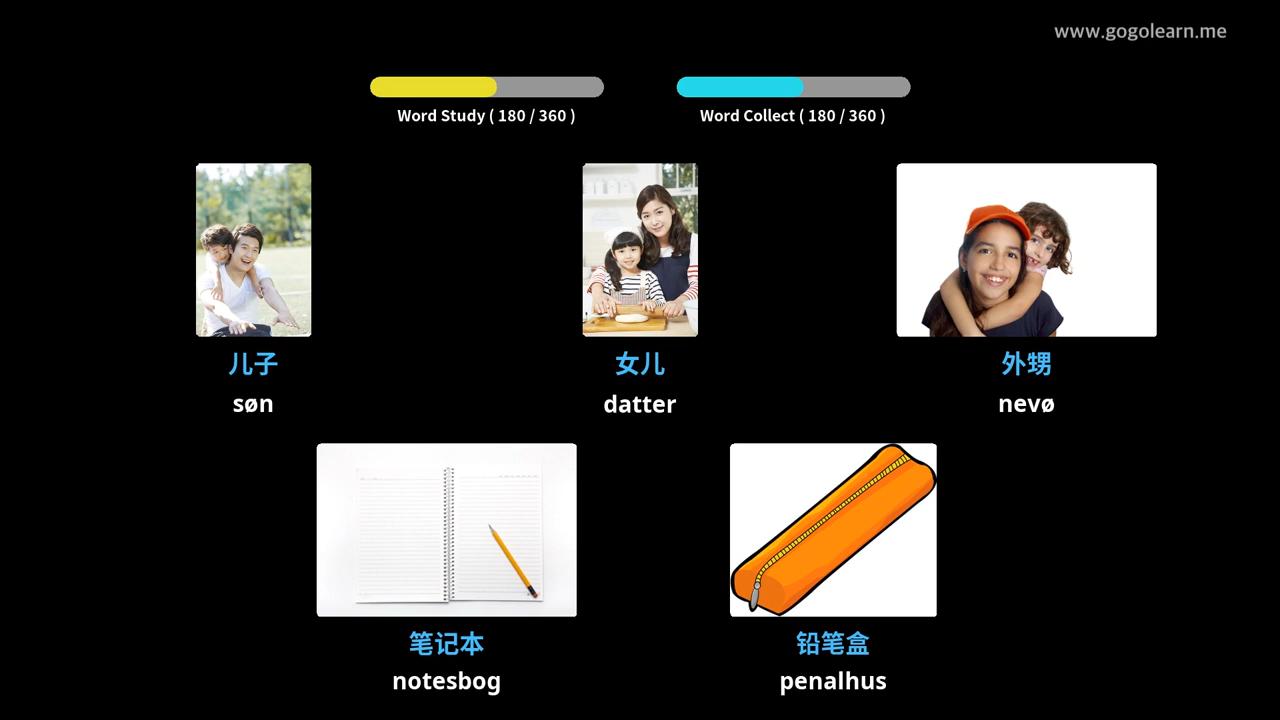 www.gogolearn.me
Word Study ( 180 / 360 )
Word Collect ( 180 / 360 )
儿子
søn
女儿
datter
外甥
nevø
笔记本
notesbog
铅笔盒
penalhus